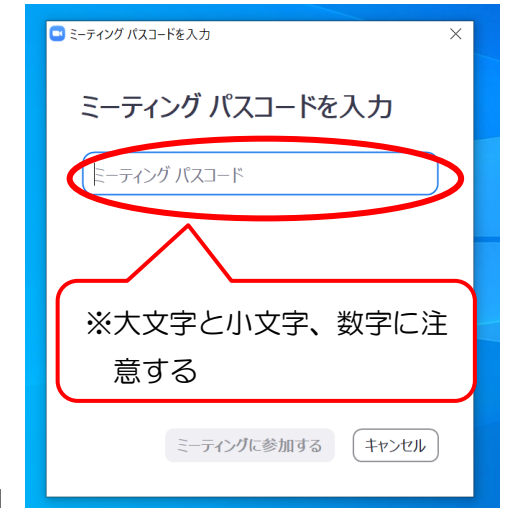 ミーティング パスコードを入力
ミーティング パスコードを入力
ミーティング パスコード
※大文字と小文字、数字に注
意する
ミーティングに参加する
キャンセル